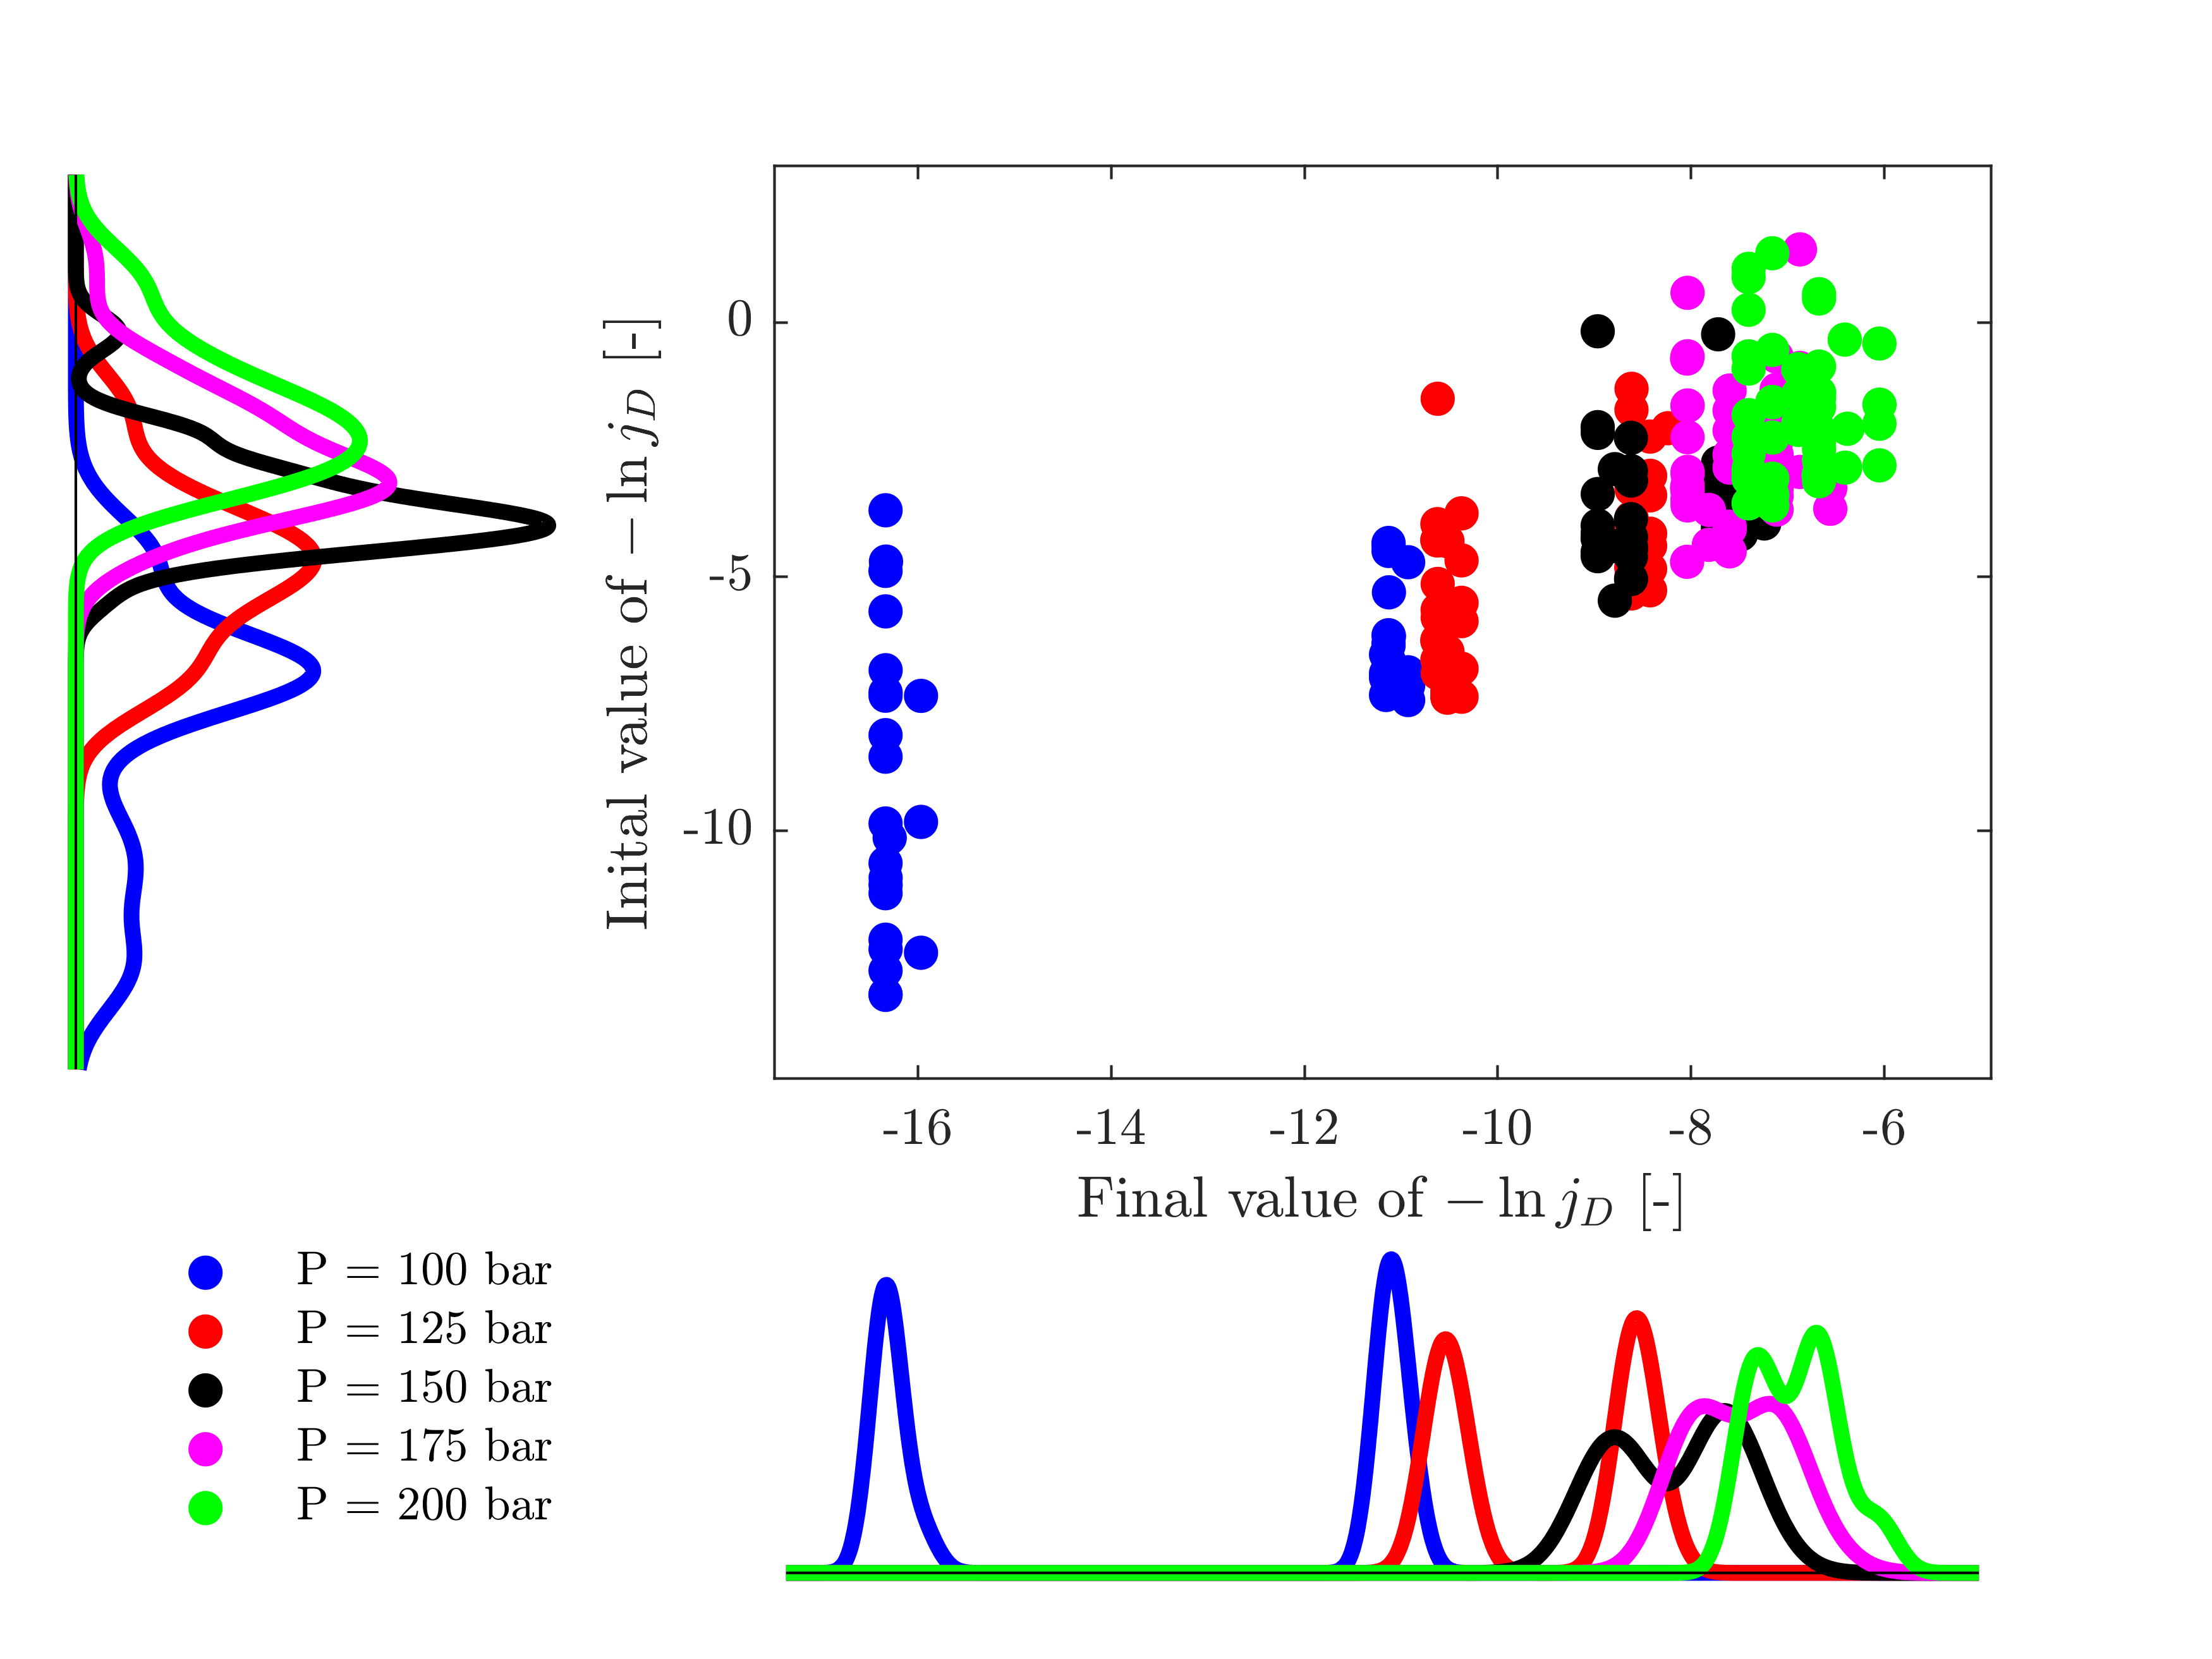 Inital value of − ln j_D [-]
0
-5
-10
-16 -14 -12 -10 -8 -6
Final value of − ln j_D [-]
P = 100 bar
P = 125 bar
P = 150 bar
P = 175 bar
P = 200 bar